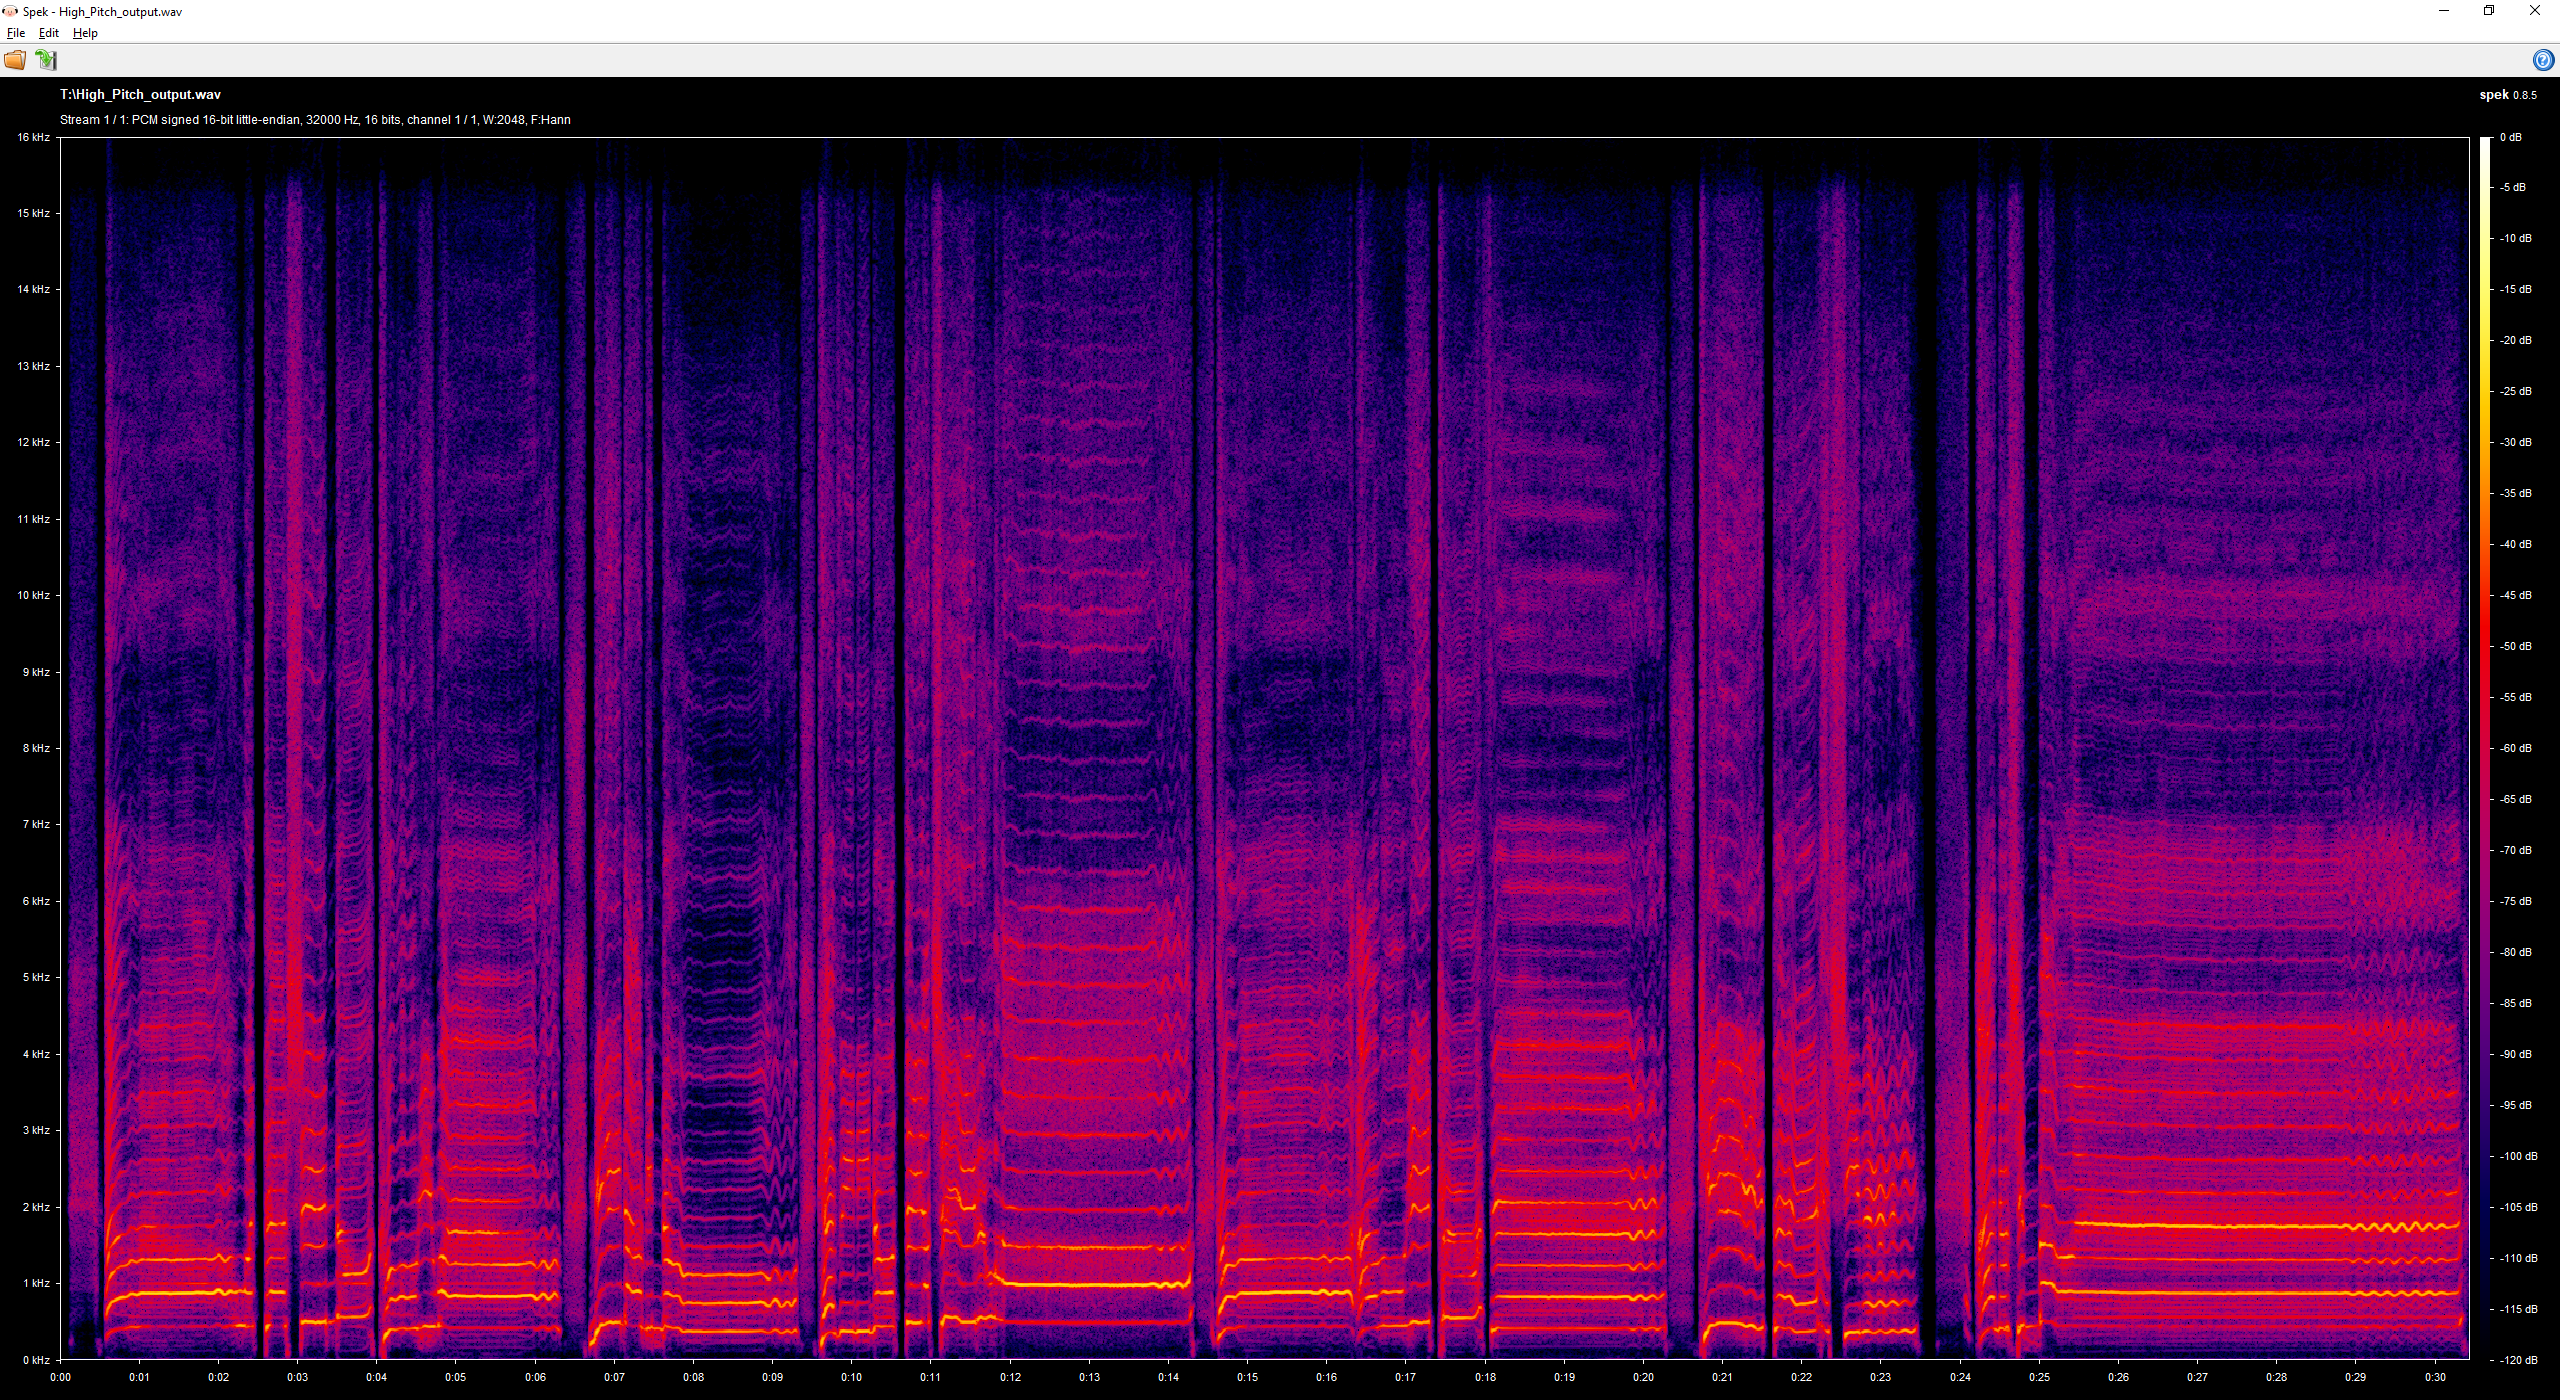 Spek - High_Pitch_output.wav
File Edit Help
T:\High_Pitch_output.wav
spek 0.8.5
Stream 1 / 1: PCM signed 16-bit little-endian, 32000 Hz, 16 bits, channel 1 / 1, W:2048, F:Hann
16 kHz
15 kHz
14 kHz
13 kHz
12 kHz
11 kHz
10 kHz
9 kHz
8 kHz
7 kHz
6 kHz
5 kHz
4 kHz
3 kHz
2 kHz
1 kHz
0 kHz
0 dB
-5 dB
-10 dB
-15 dB
-20 dB
-25 dB
-30 dB
-35 dB
-40 dB
-45 dB
-50 dB
-55 dB
-60 dB
-65 dB
-70 dB
-75 dB
-80 dB
-85 dB
-90 dB
-95 dB
-100 dB
-105 dB
-110 dB
-115 dB
-120 dB
0:00 0:01 0:02 0:03 0:04 0:05 0:06 0:07 0:08 0:09 0:10 0:11 0:12 0:13 0:14 0:15 0:16 0:17 0:18 0:19 0:20 0:21 0:22 0:23 0:24 0:25 0:26 0:27 0:28 0:29 0:30